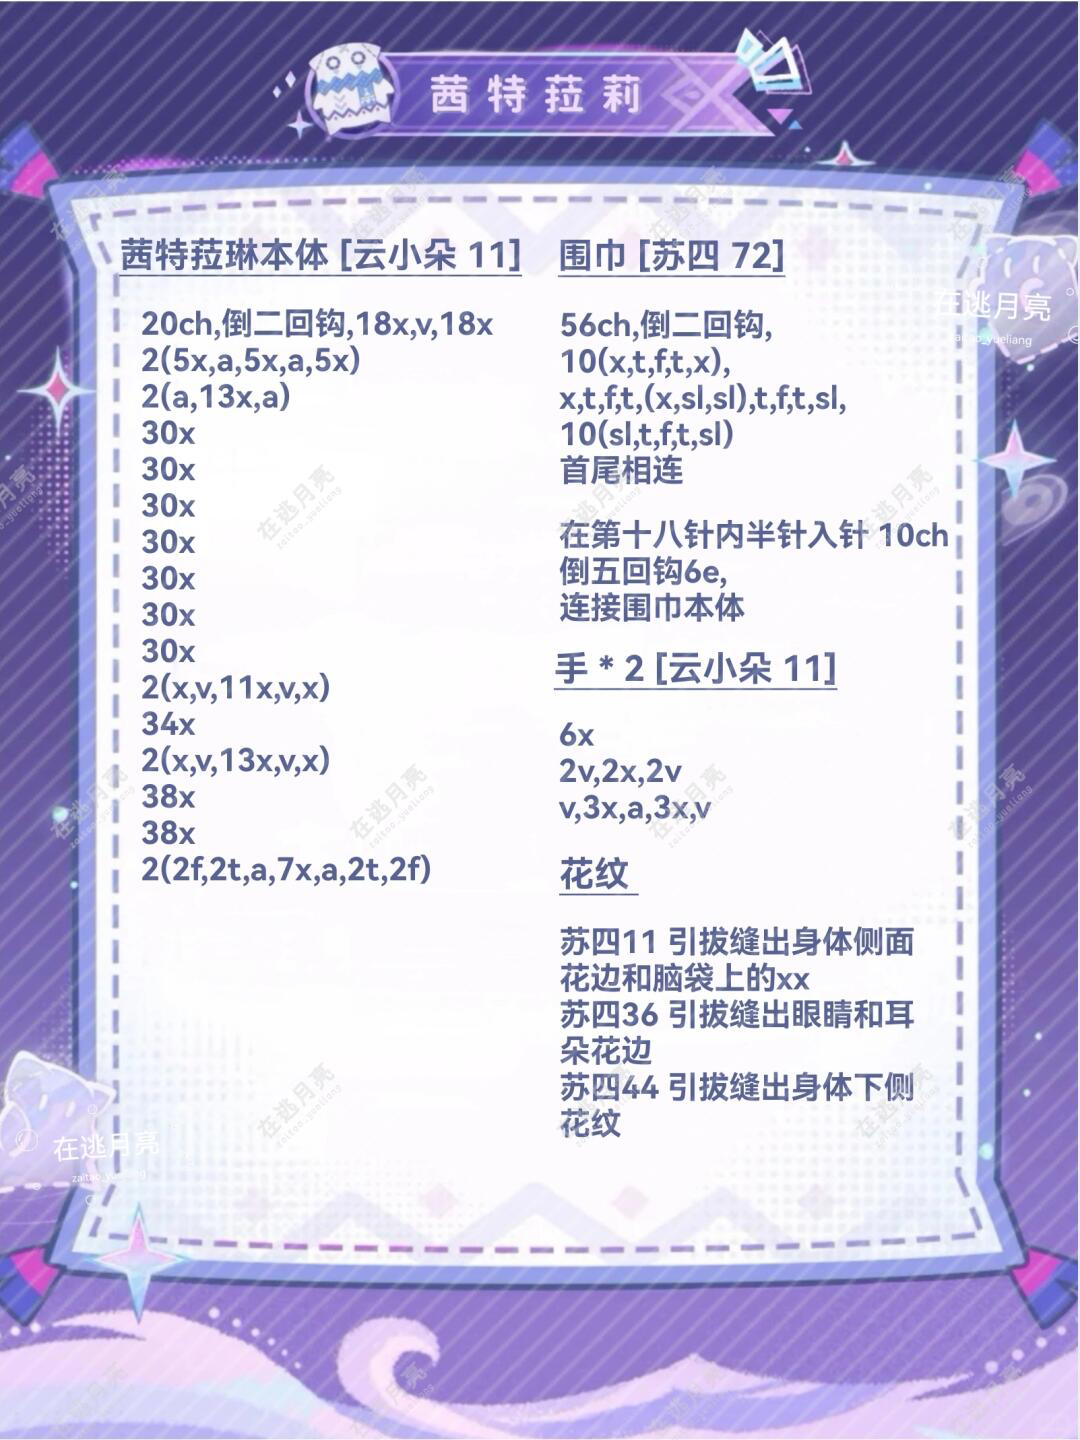 茜特菈莉
茜特菈琳本体 [云小朵 11]
20ch,倒二回钩,18x,v,18x
2(5x,a,5x,a,5x)
2(a,13x,a)
30x
30x
30x
30x
30x
30x
30x
2(x,v,11x,v,x)
34x
2(x,v,13x,v,x)
38x
38x
2(2f,2t,a,7x,a,2t,2f)
围巾 [苏四 72]
56ch,倒二回钩,
10(x,t,f,t,x),
x,t,f,t,(x,sl,sl),t,f,t,sl,
10(sl,t,f,t,sl)
首尾相连
在第十八针内半针入针 10ch
倒五回钩6e,
连接围巾本体
手 * 2 [云小朵 11]
6x
2v,2x,2v
v,3x,a,3x,v
花纹
苏四11 引拔缝出身体侧面
花边和脑袋上的xx
苏四36 引拔缝出眼睛和耳
朵花边
苏四44 引拔缝出身体下侧
花纹
在逃月亮
zaitao_yueliang
在逃月亮
zaitao_yueliang